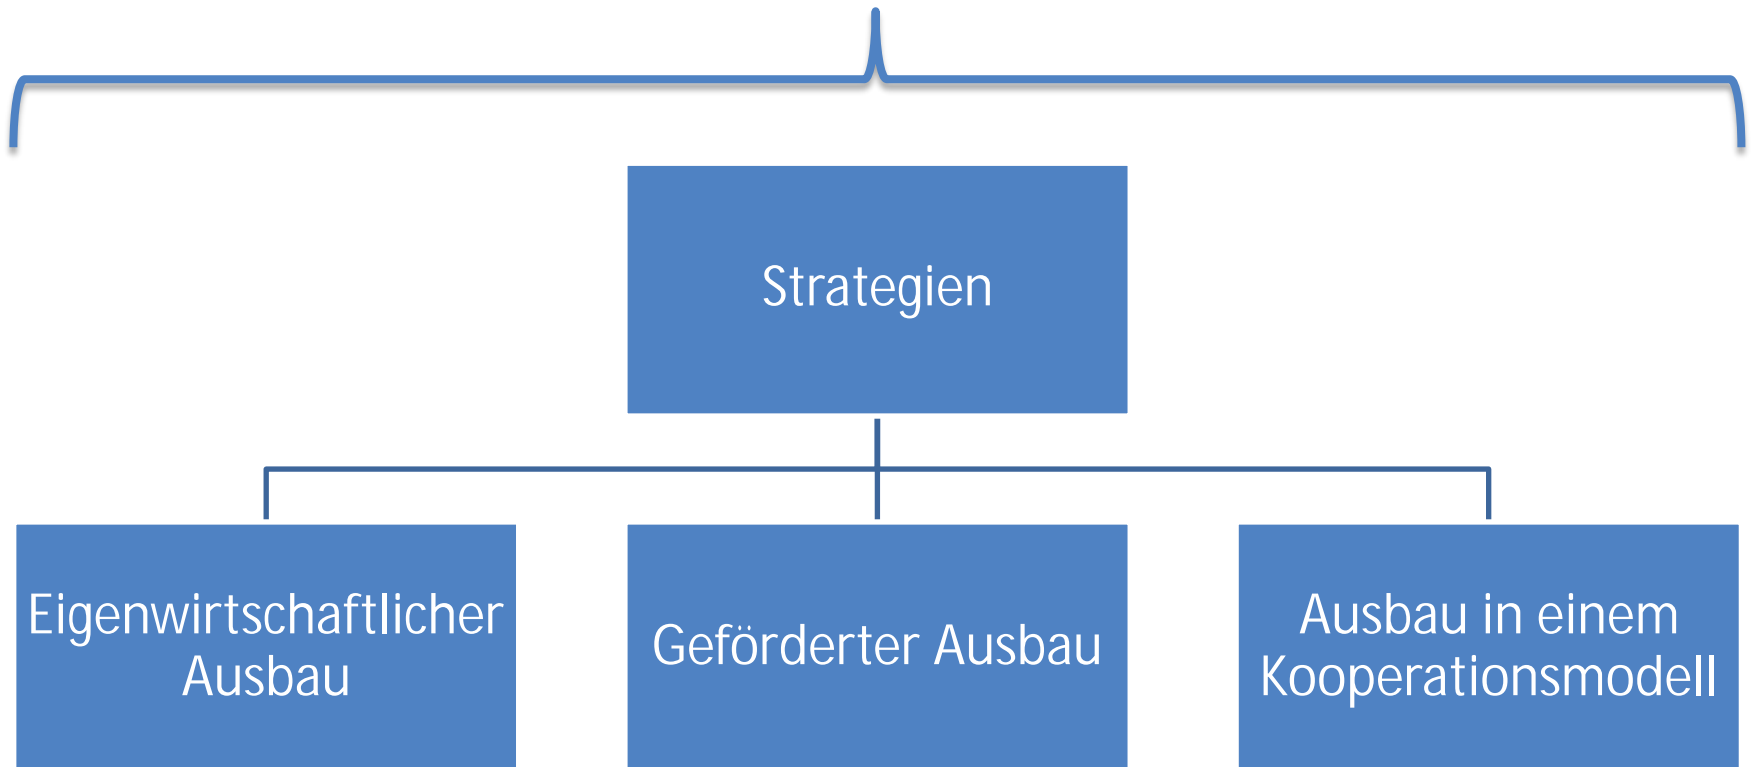 Strategien
Eigenwirtschaftlicher
Ausbau
Geförderter Ausbau
Ausbau in einem
Kooperationsmodell